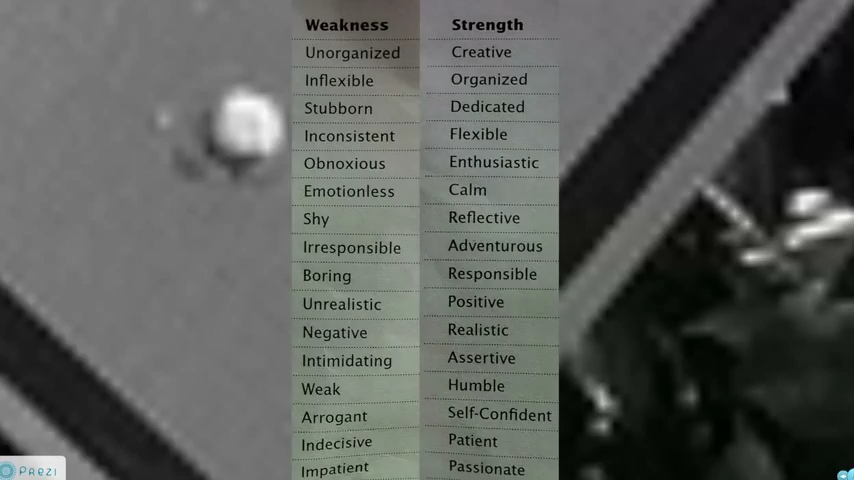 Weakness Strength
Unorganized Creative
Inflexible Organized
Stubborn Dedicated
Inconsistent Flexible
Obnoxious Enthusiastic
Emotionless Calm
Shy Reflective
Irresponsible Adventurous
Boring Responsible
Unrealistic Positive
Negative Realistic
Intimidating Assertive
Weak Humble
Arrogant Self-Confident
Indecisive Patient
Impatient Passionate
Prezi